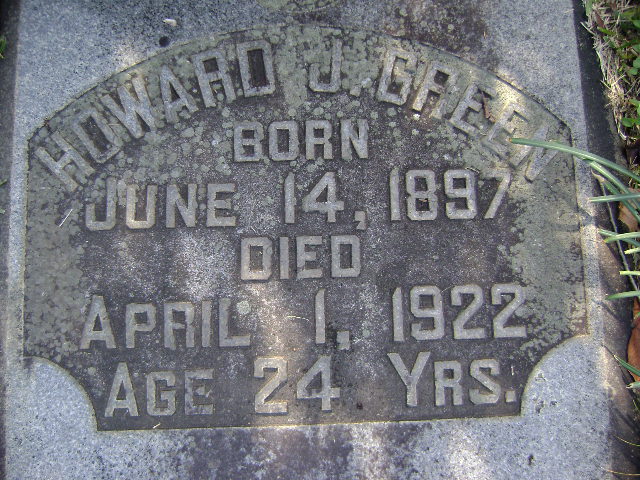 HOWARD J. GREEN
BORN
JUNE 14, 1897
DIED
APRIL 1, 1922
AGE 24 YRS.